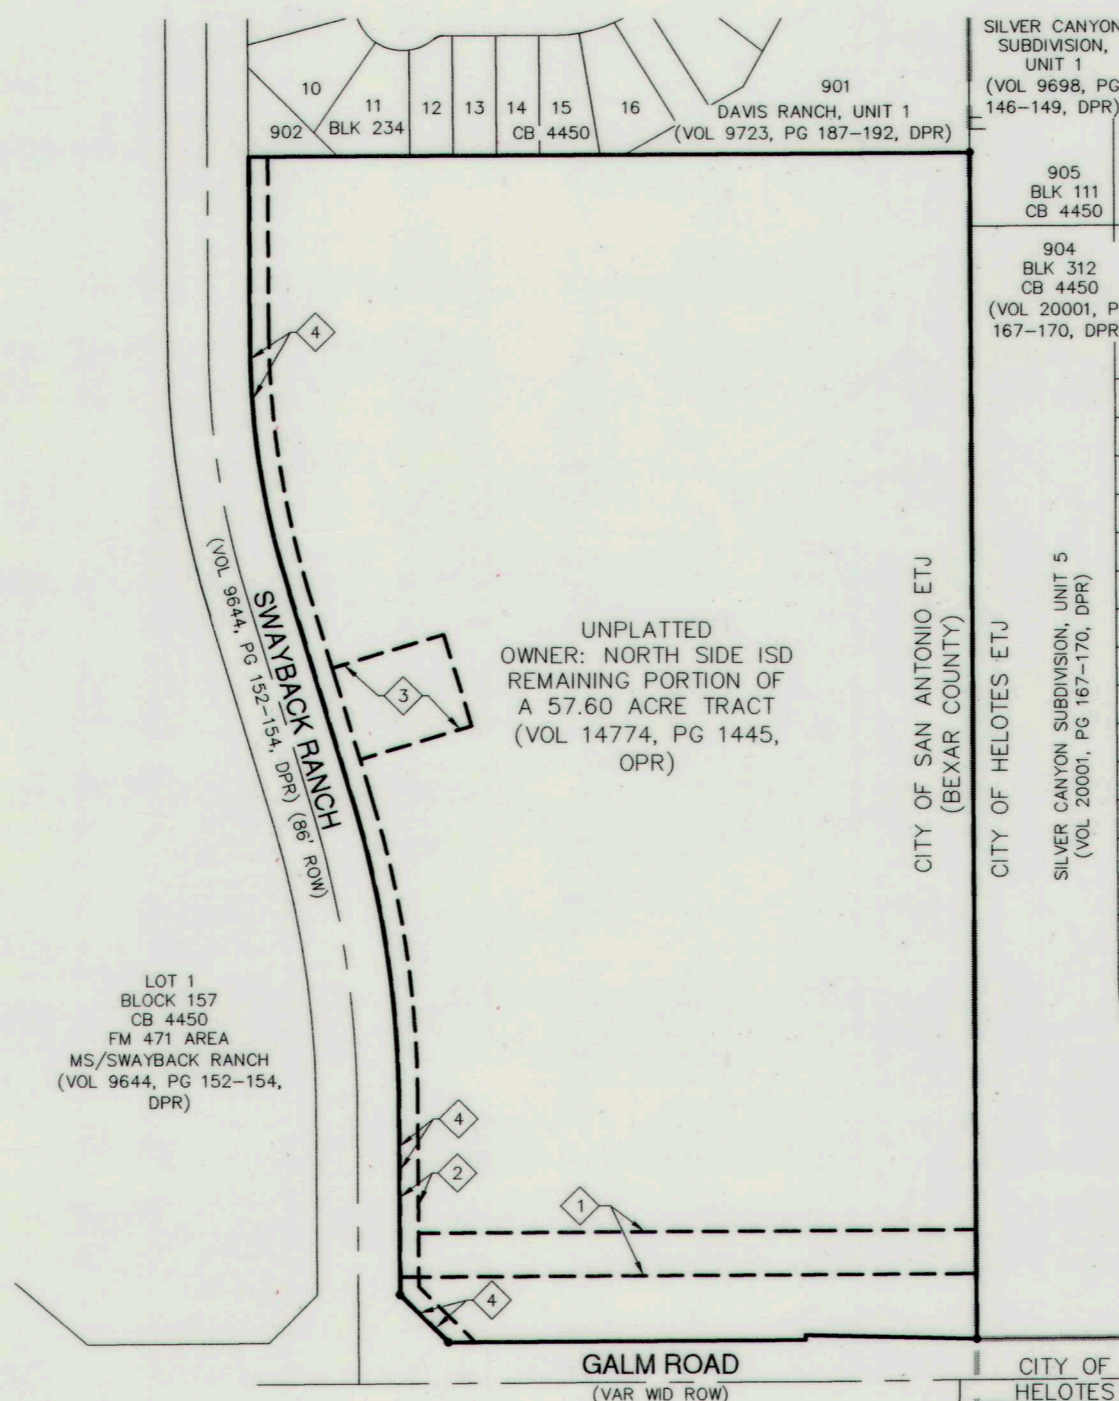 SILVER CANYON
SUBDIVISION,
UNIT 1
(VOL 9698, PG
146-149, DPR)
10
11
12
13
14
15
16
902
BLK 234
CB 4450
901
DAVIS RANCH, UNIT 1
(VOL 9723, PG 187-192, DPR)
905
BLK 111
CB 4450
904
BLK 312
CB 4450
(VOL 20001, P
167-170, DPR
4
SWAYBACK RANCH
(VOL 9644, PG 152-154, DPR) (86' ROW)
3
UNPLATTED
OWNER: NORTH SIDE ISD
REMAINING PORTION OF
A 57.60 ACRE TRACT
(VOL 14774, PG 1445,
OPR)
CITY OF SAN ANTONIO ETJ
(BEXAR COUNTY)
CITY OF HELOTES ETJ
SILVER CANYON SUBDIVISION, UNIT 5
(VOL 20001, PG 167-170, DPR)
LOT 1
BLOCK 157
CB 4450
FM 471 AREA
MS/SWAYBACK RANCH
(VOL 9644, PG 152-154,
DPR)
4
2
1
4
GALM ROAD
(VAR WID ROW)
CITY OF
HELOTES